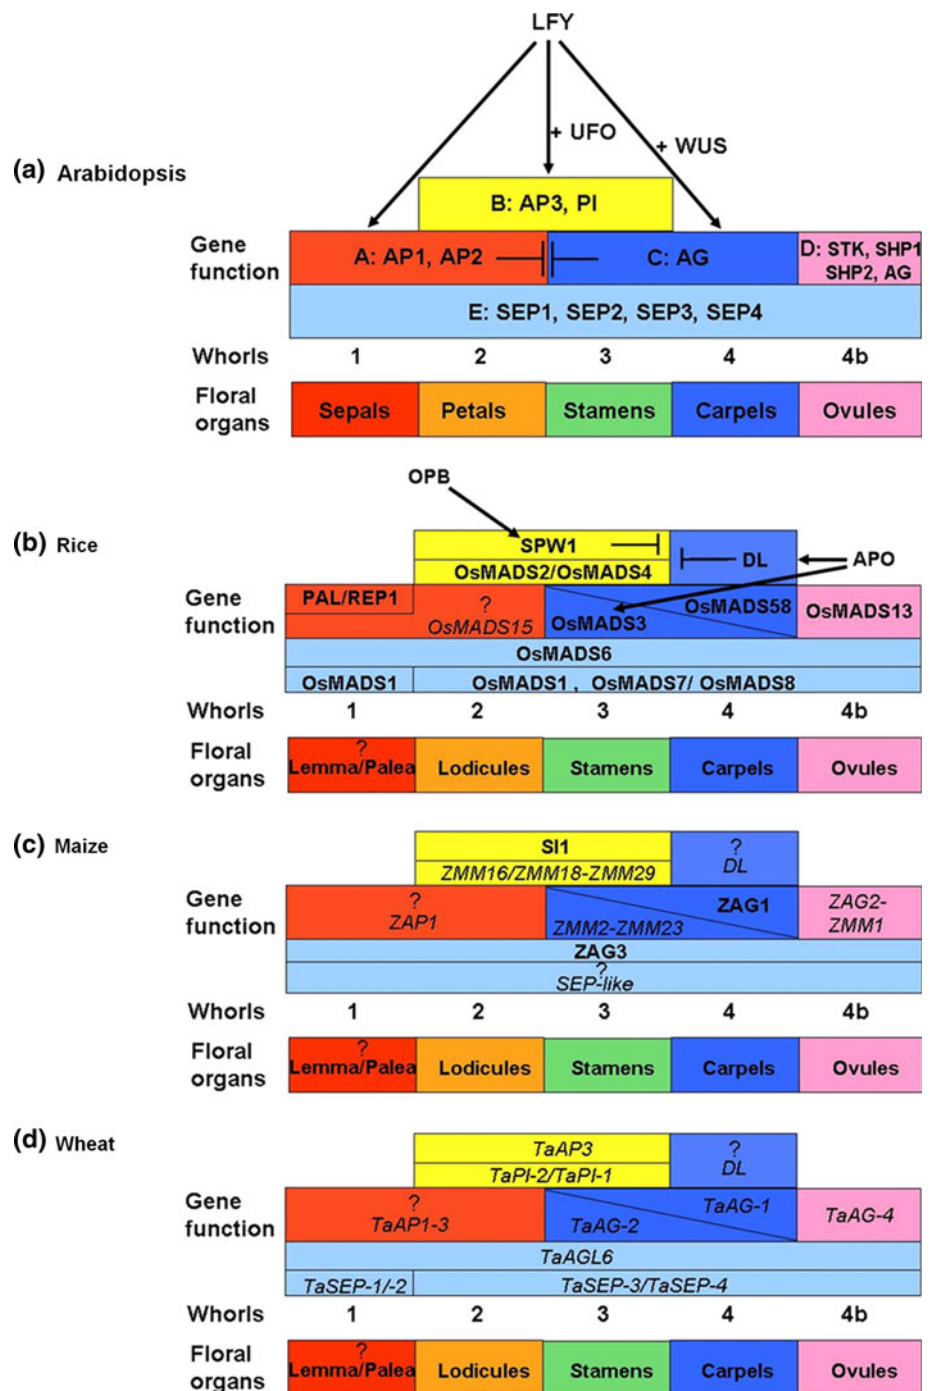 LFY
+ UFO
+ WUS
(a) Arabidopsis
B: AP3, PI
Gene function
A: AP1, AP2
C: AG
D: STK, SHP1
SHP2, AG
E: SEP1, SEP2, SEP3, SEP4
Whorls 1 2 3 4 4b
Floral organs
Sepals Petals Stamens Carpels Ovules
OPB
(b) Rice
SPW1
DL
APO
OsMADS2/OsMADS4
Gene function
PAL/REP1
?
OsMADS15
OsMADS3
OsMADS58
OsMADS13
OsMADS6
OsMADS1
OsMADS1 , OsMADS7/ OsMADS8
Whorls 1 2 3 4 4b
Floral organs
?
Lemma/Palea Lodicules Stamens Carpels Ovules
(c) Maize
SI1
?
DL
ZMM16/ZMM18-ZMM29
Gene function
?
ZAP1
ZMM2-ZMM23
ZAG1
ZAG2-
ZMM1
ZAG3
?
SEP-like
Whorls 1 2 3 4 4b
Floral organs
?
Lemma/Palea Lodicules Stamens Carpels Ovules
(d) Wheat
TaAP3
?
DL
TaPI-2/TaPI-1
Gene function
?
TaAP1-3
TaAG-2
TaAG-1
TaAG-4
TaAGL6
TaSEP-1/-2
TaSEP-3/TaSEP-4
Whorls 1 2 3 4 4b
Floral organs
?
Lemma/Palea Lodicules Stamens Carpels Ovules